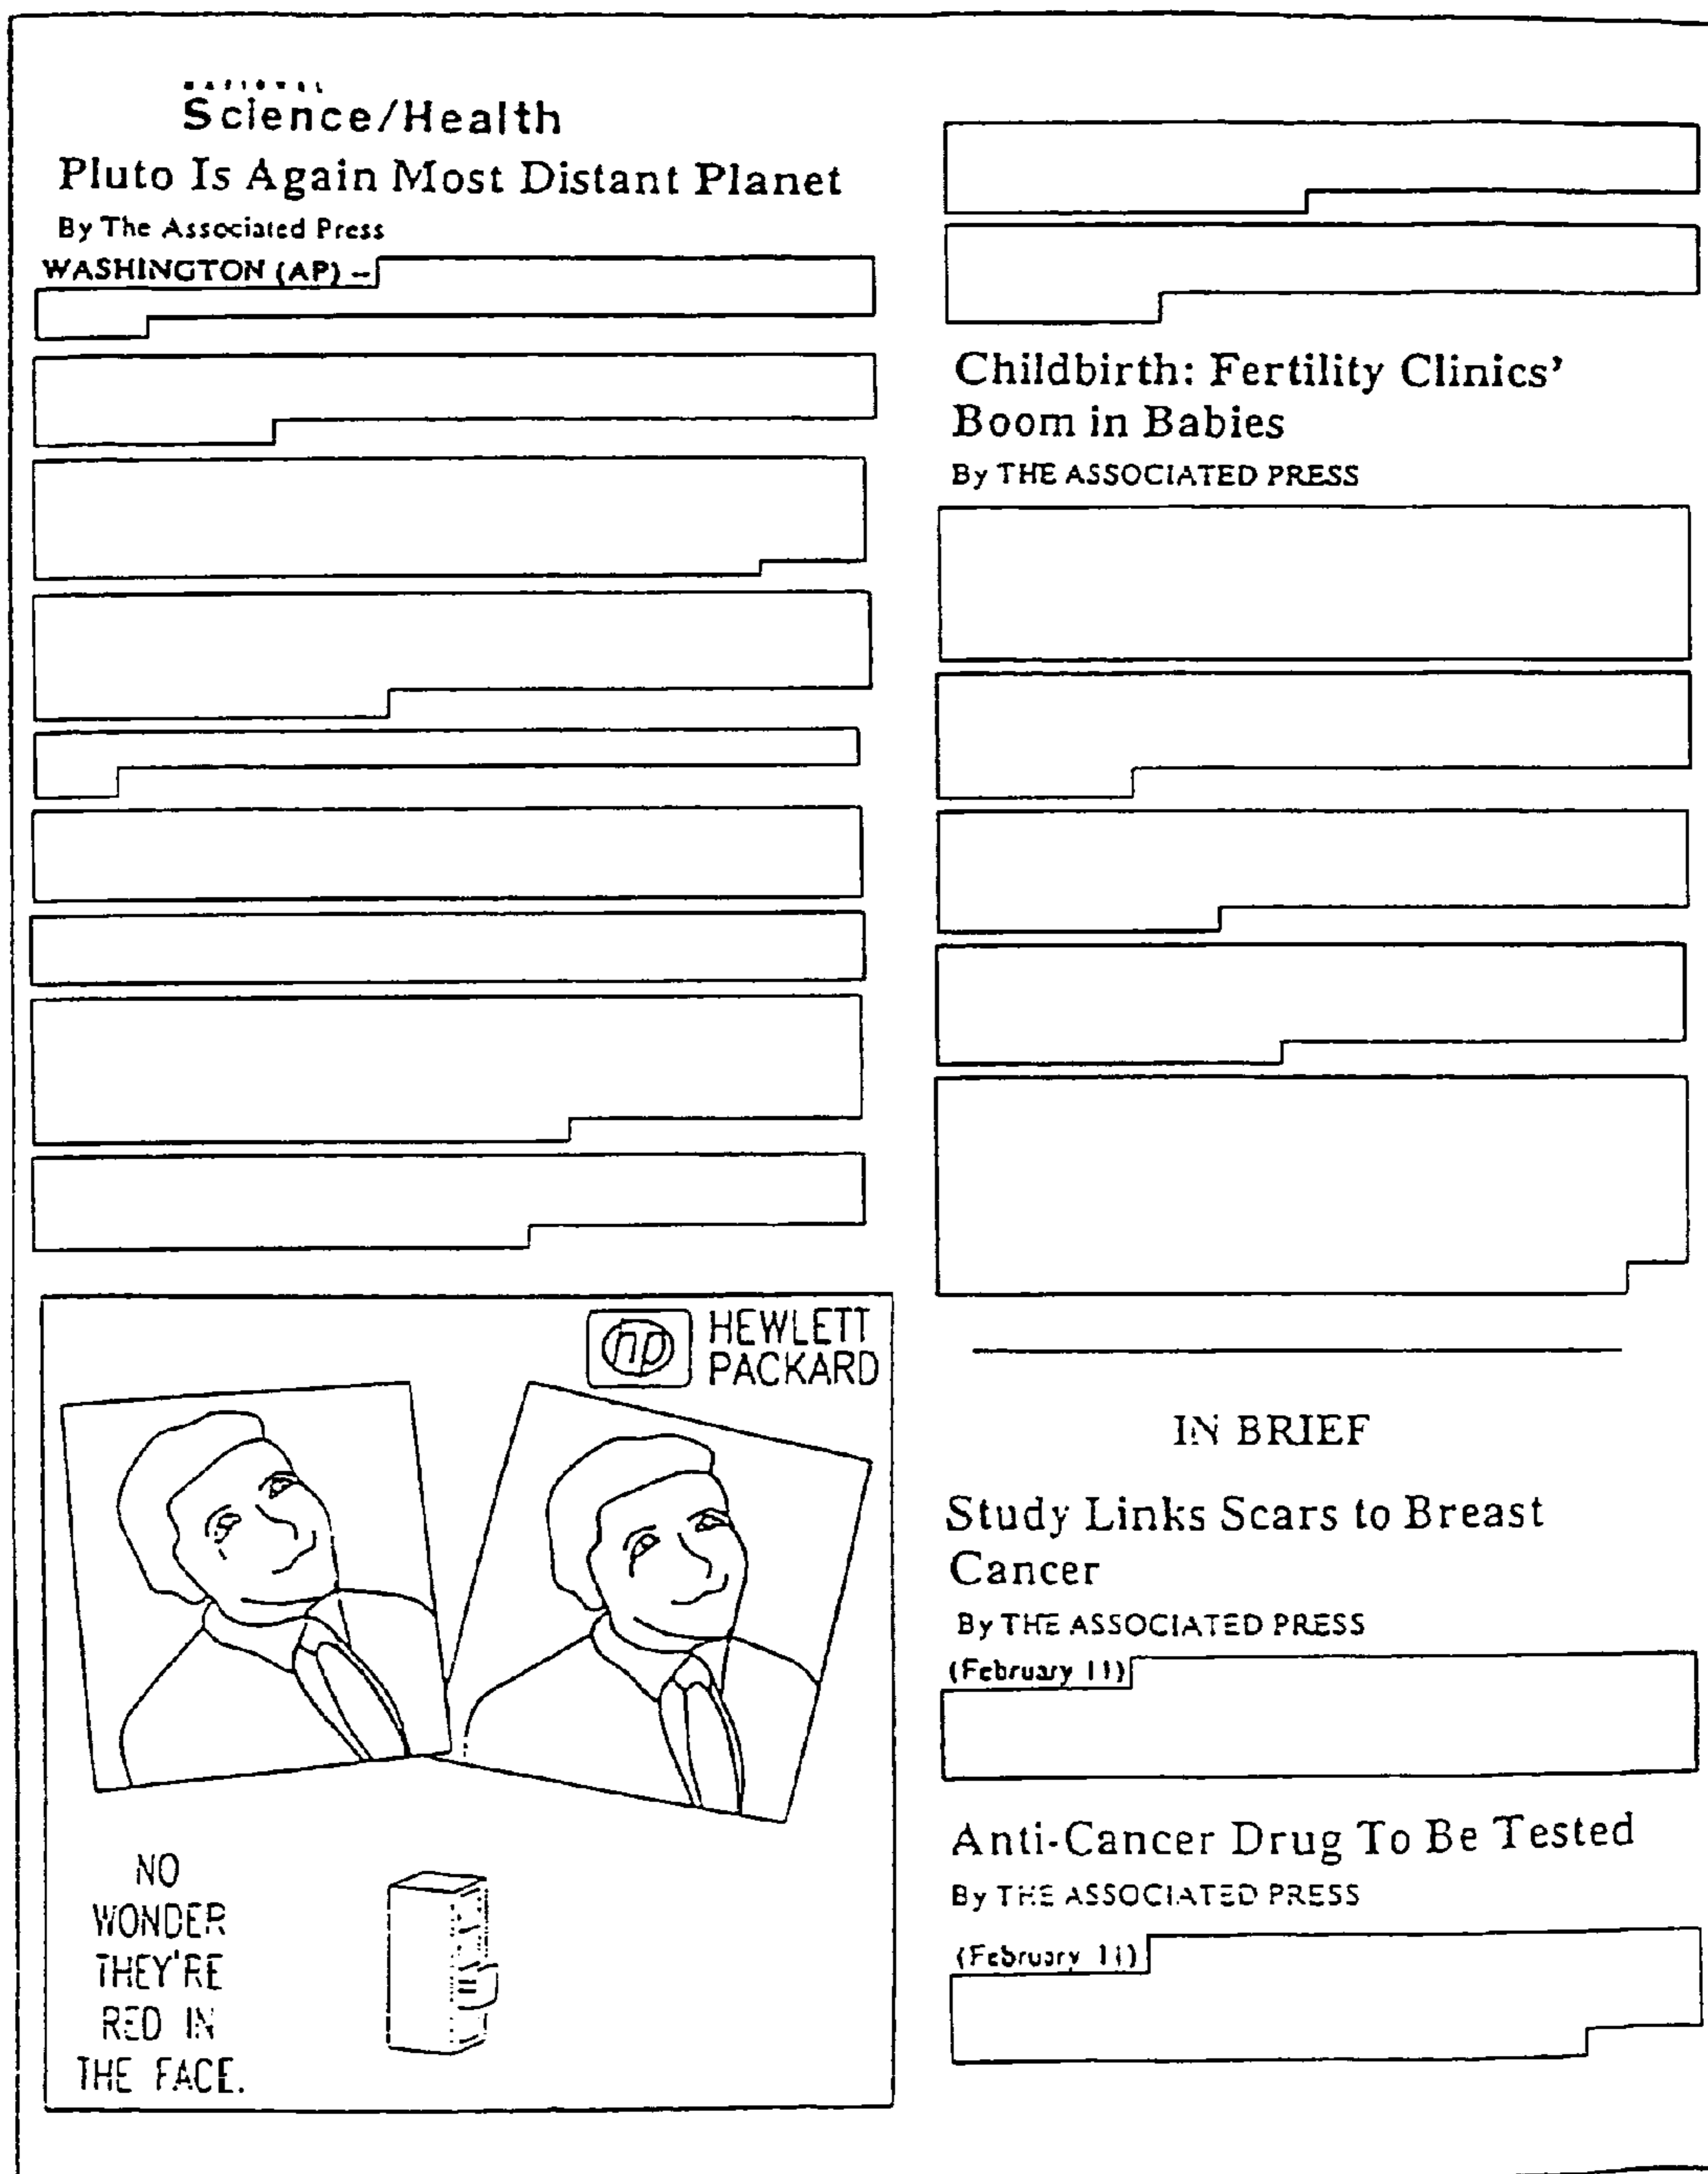 NATIONAL
Science/Health
Pluto Is Again Most Distant Planet
By The Associated Press
WASHINGTON (AP) --
Childbirth: Fertility Clinics'
Boom in Babies
By THE ASSOCIATED PRESS
hp HEWLETT
PACKARD
NO
WONDER
THEY'RE
RED IN
THE FACE.
IN BRIEF
Study Links Scars to Breast
Cancer
By THE ASSOCIATED PRESS
(February 11)
Anti-Cancer Drug To Be Tested
By THE ASSOCIATED PRESS
(February 11)